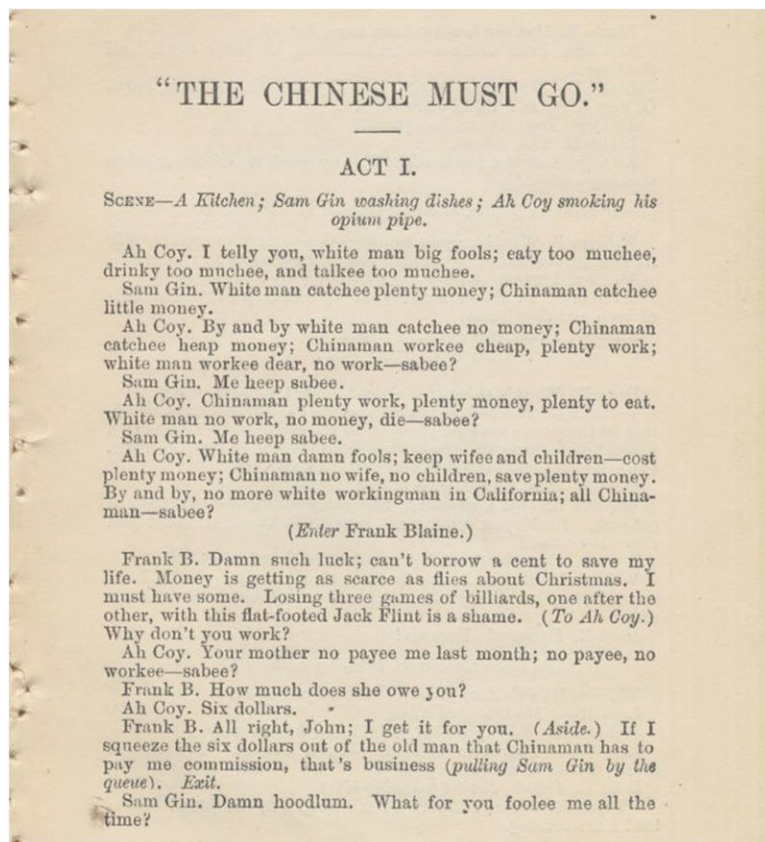 “THE CHINESE MUST GO.”
ACT I.
SCENE—A Kitchen; Sam Gin washing dishes; Ah Coy smoking his
opium pipe.
Ah Coy. I telly you, white man big fools; eaty too muchee,
drinky too muchee, and talkee too muchee.
Sam Gin. White man catchee plenty money; Chinaman catchee
little money.
Ah Coy. By and by white man catchee no money; Chinaman
catchee heap money; Chinaman workee cheap, plenty work;
white man workee dear, no work—sabee?
Sam Gin. Me heep sabee.
Ah Coy. Chinaman plenty work, plenty money, plenty to eat.
White man no work, no money, die—sabee?
Sam Gin. Me heep sabee.
Ah Coy. White man damn fools; keep wifee and children—cost
plenty money; Chinaman no wife, no children, save plenty money.
By and by, no more white workingman in California; all China-
man—sabee?
(Enter Frank Blaine.)
Frank B. Damn such luck; can't borrow a cent to save my
life. Money is getting as scarce as flies about Christmas. I
must have some. Losing three games of billiards, one after the
other, with this flat-footed Jack Flint is a shame. (To Ah Coy.)
Why don't you work?
Ah Coy. Your mother no payee me last month; no payee, no
workee—sabee?
Frank B. How much does she owe you?
Ah Coy. Six dollars.
Frank B. All right, John; I get it for you. (Aside.) If I
squeeze the six dollars out of the old man that Chinaman has to
pay me commission, that's business (pulling Sam Gin by the
queue). Exit.
Sam Gin. Damn hoodlum. What for you foolee me all the
time?